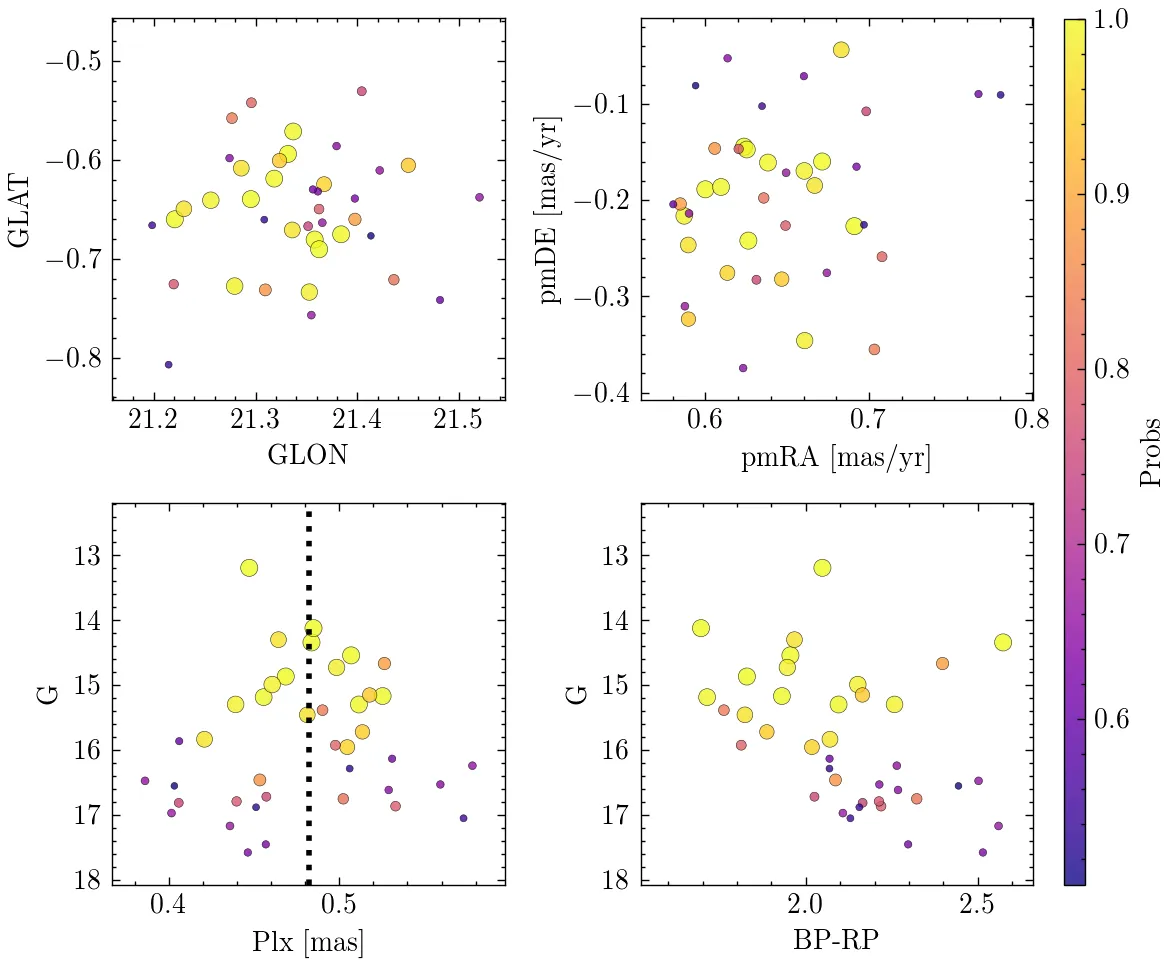 −0.5
−0.6
−0.7
−0.8
GLAT
21.2 21.3 21.4 21.5
GLON
−0.1
−0.2
−0.3
−0.4
pmDE [mas/yr]
0.6 0.7 0.8
pmRA [mas/yr]
13
14
15
16
17
18
G
0.4 0.5
Plx [mas]
13
14
15
16
17
18
G
2.0 2.5
BP-RP
1.0
0.9
0.8
0.7
0.6
Probs